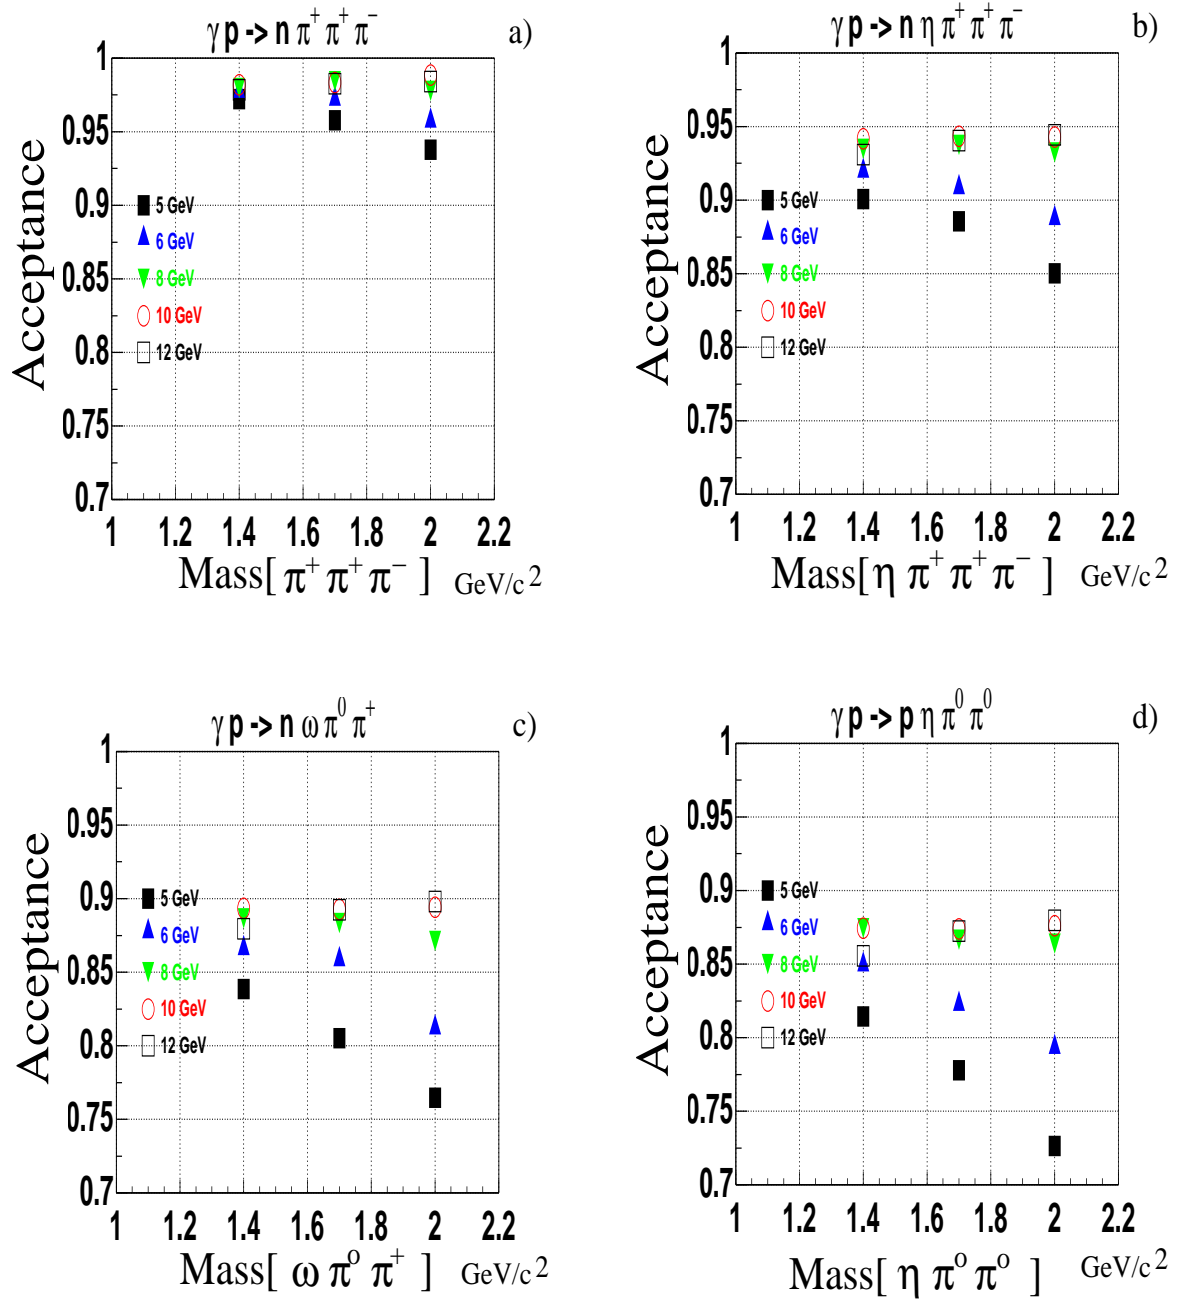 γ p -> n π⁺ π⁺ π⁻
a)
1
0.95
0.9
0.85
0.8
0.75
0.7
Acceptance
5 GeV
6 GeV
8 GeV
10 GeV
12 GeV
1 1.2 1.4 1.6 1.8 2 2.2
Mass[ π⁺ π⁺ π⁻ ] GeV/c²
γ p -> n η π⁺ π⁺ π⁻
b)
1
0.95
0.9
0.85
0.8
0.75
0.7
Acceptance
5 GeV
6 GeV
8 GeV
10 GeV
12 GeV
1 1.2 1.4 1.6 1.8 2 2.2
Mass[ η π⁺ π⁺ π⁻ ] GeV/c²
γ p -> n ω π⁰ π⁺
c)
1
0.95
0.9
0.85
0.8
0.75
0.7
Acceptance
5 GeV
6 GeV
8 GeV
10 GeV
12 GeV
1 1.2 1.4 1.6 1.8 2 2.2
Mass[ ω π⁰ π⁺ ] GeV/c²
γ p -> p η π⁰ π⁰
d)
1
0.95
0.9
0.85
0.8
0.75
0.7
Acceptance
5 GeV
6 GeV
8 GeV
10 GeV
12 GeV
1 1.2 1.4 1.6 1.8 2 2.2
Mass[ η π⁰ π⁰ ] GeV/c²